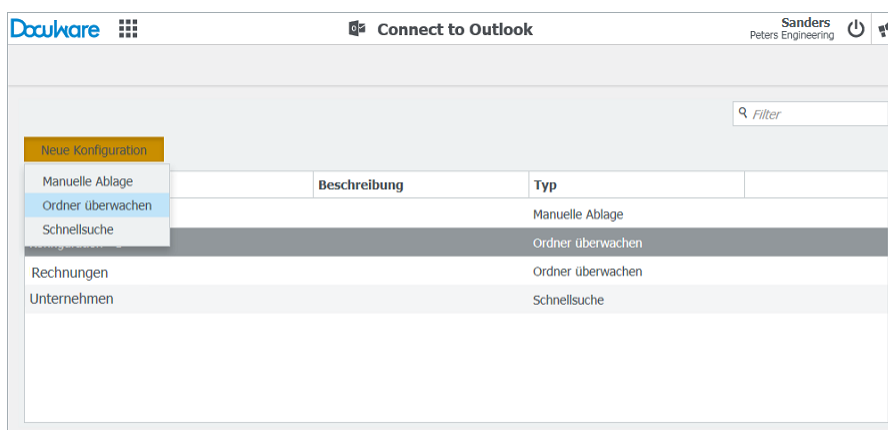 DocuWare
Connect to Outlook
Sanders
Peters Engineering
Filter
Neue Konfiguration
Manuelle Ablage
Ordner überwachen
Schnellsuche
Beschreibung Typ
Manuelle Ablage
Ordner überwachen
Rechnungen Ordner überwachen
Unternehmen Schnellsuche